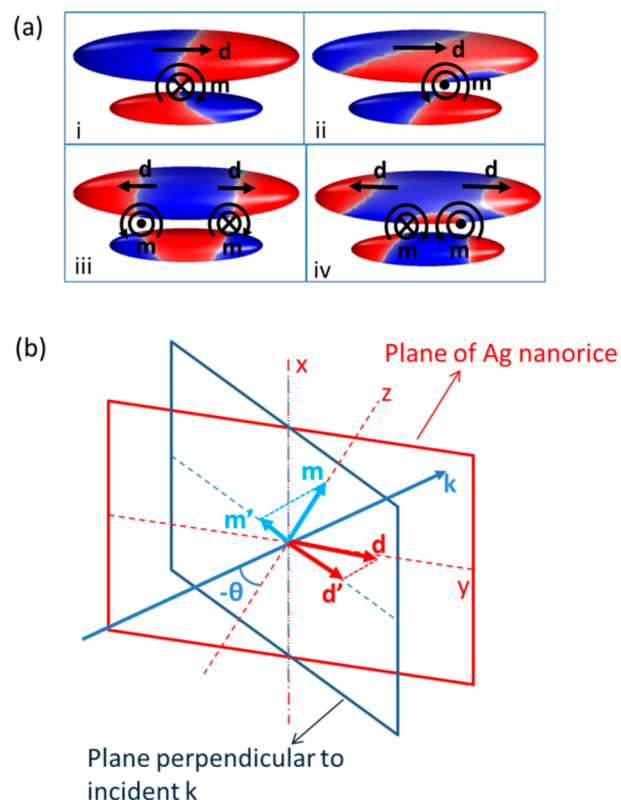 (a)
d
m
i
d
m
ii
d
d
m
m
iii
d
d
m
m
iv
(b)
Plane of Ag nanorice
x
z
m
k
m’
d
-θ
d’
y
Plane perpendicular to
incident k